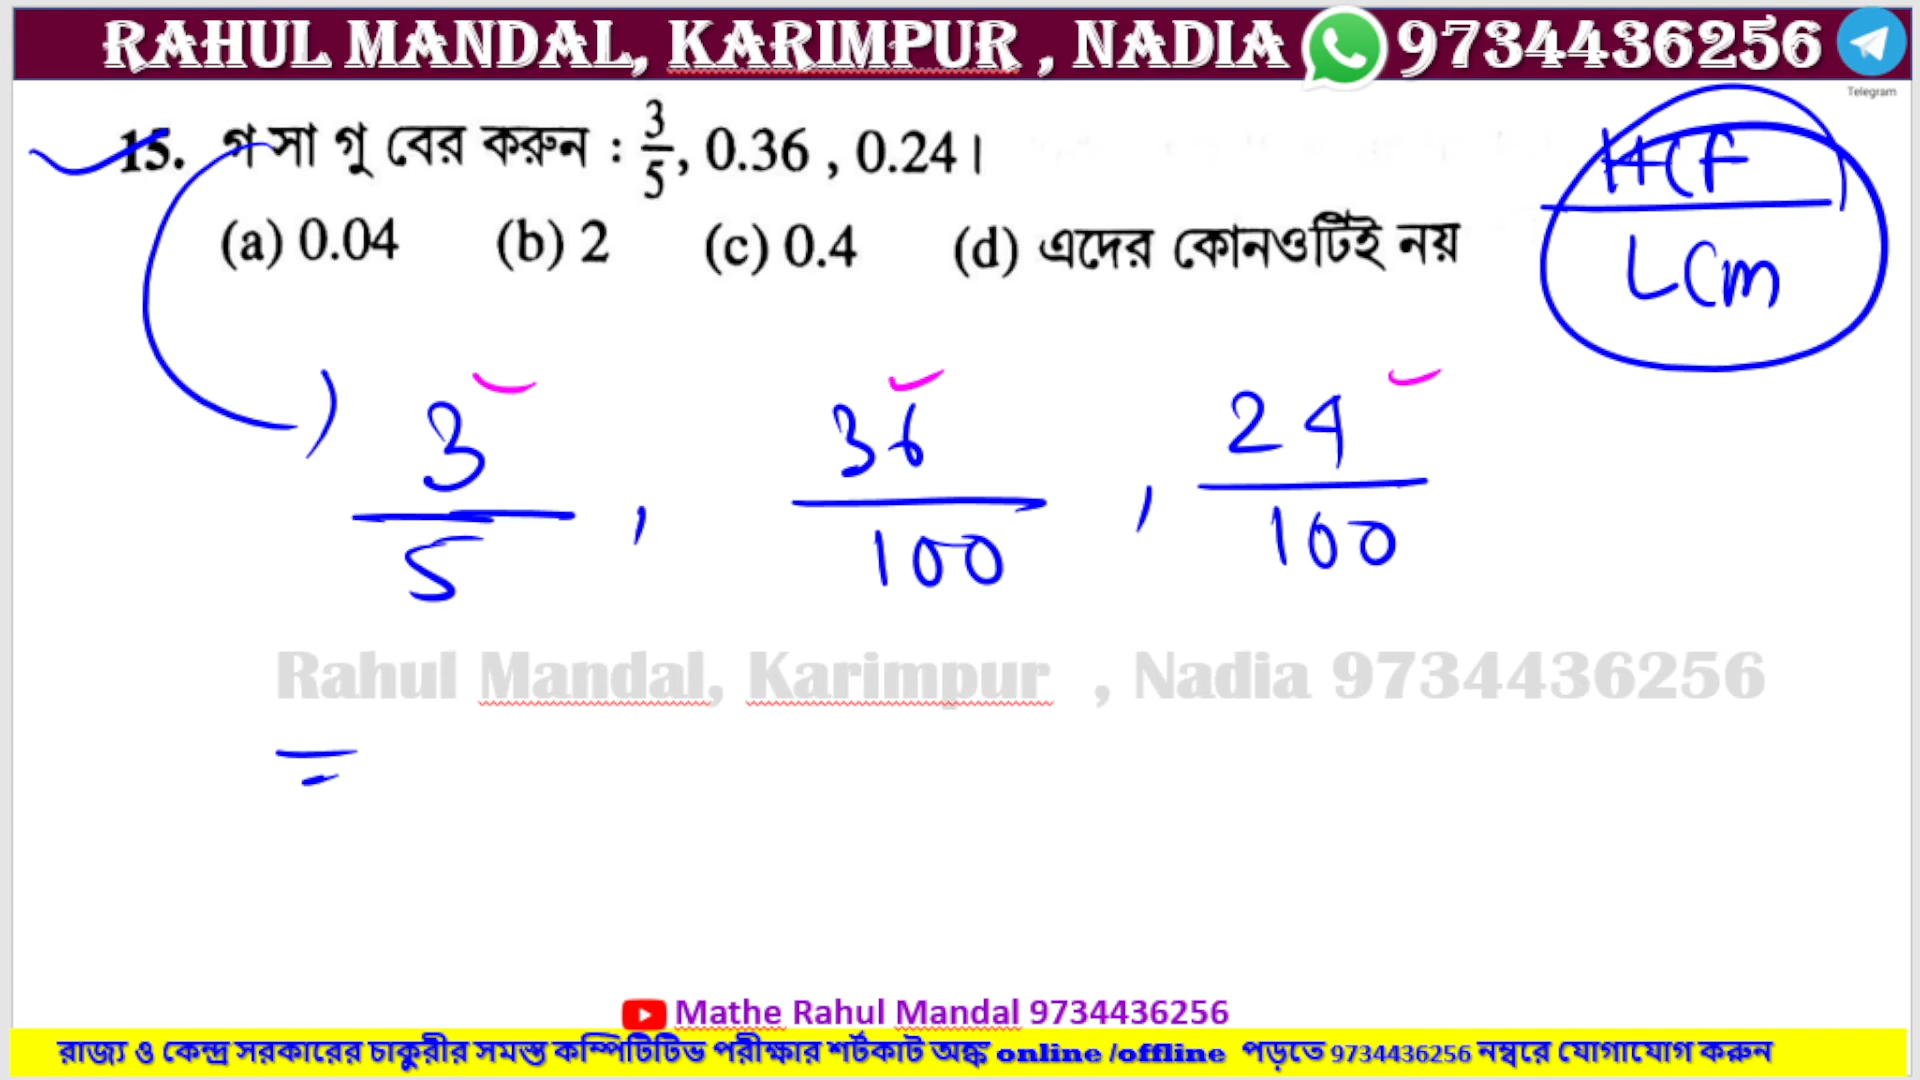 RAHUL MANDAL, KARIMPUR , NADIA 9734436256
Telegram
15. গ সা গু বের করুন : 3/5, 0.36 , 0.24।
(a) 0.04 (b) 2 (c) 0.4 (d) এদের কোনওটিই নয়
HCF
LCM
3/5 , 36/100 , 24/100
Rahul Mandal, Karimpur , Nadia 9734436256
=
Mathe Rahul Mandal 9734436256
রাজ্য ও কেন্দ্র সরকারের চাকুরীর সমস্ত কম্পিটিটিভ পরীক্ষার শর্টকাট অঙ্ক online /offline পড়তে 9734436256 নম্বরে যোগাযোগ করুন